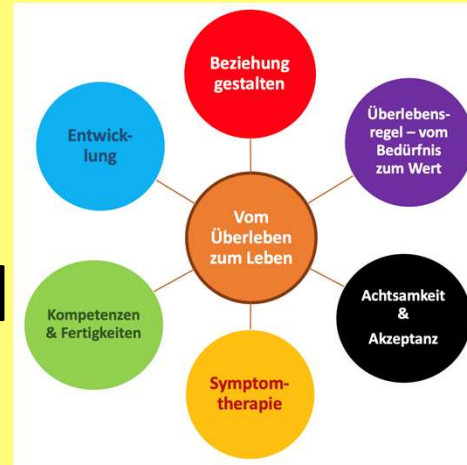 Beziehung
gestalten
Überlebens-
regel – vom
Bedürfnis
zum Wert
Achtsamkeit
&
Akzeptanz
Symptom-
therapie
Kompetenzen
& Fertigkeiten
Entwick-
lung
Vom
Überleben
zum Leben